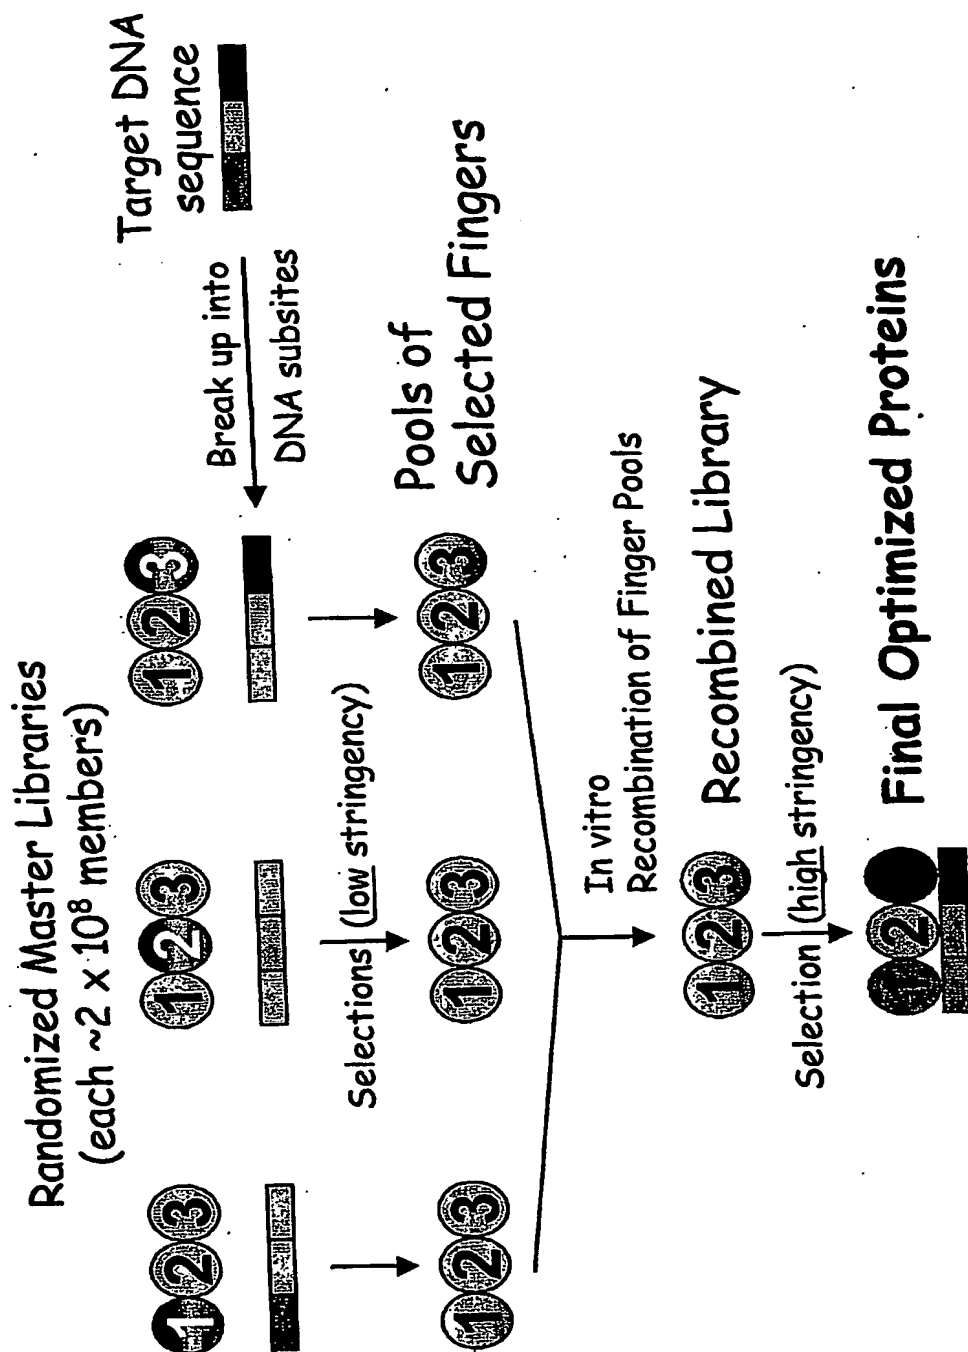 Randomized Master Libraries
(each ~2 x 10⁸ members)
Target DNA
sequence
1 2 3
1 2 3
1 2 3
Break up into
DNA subsites
Selections (low stringency)
Pools of
Selected Fingers
1 2 3
1 2 3
1 2 3
In vitro
Recombination of Finger Pools
1 2 3
Recombined Library
Selection (high stringency)
1 2
Final Optimized Proteins